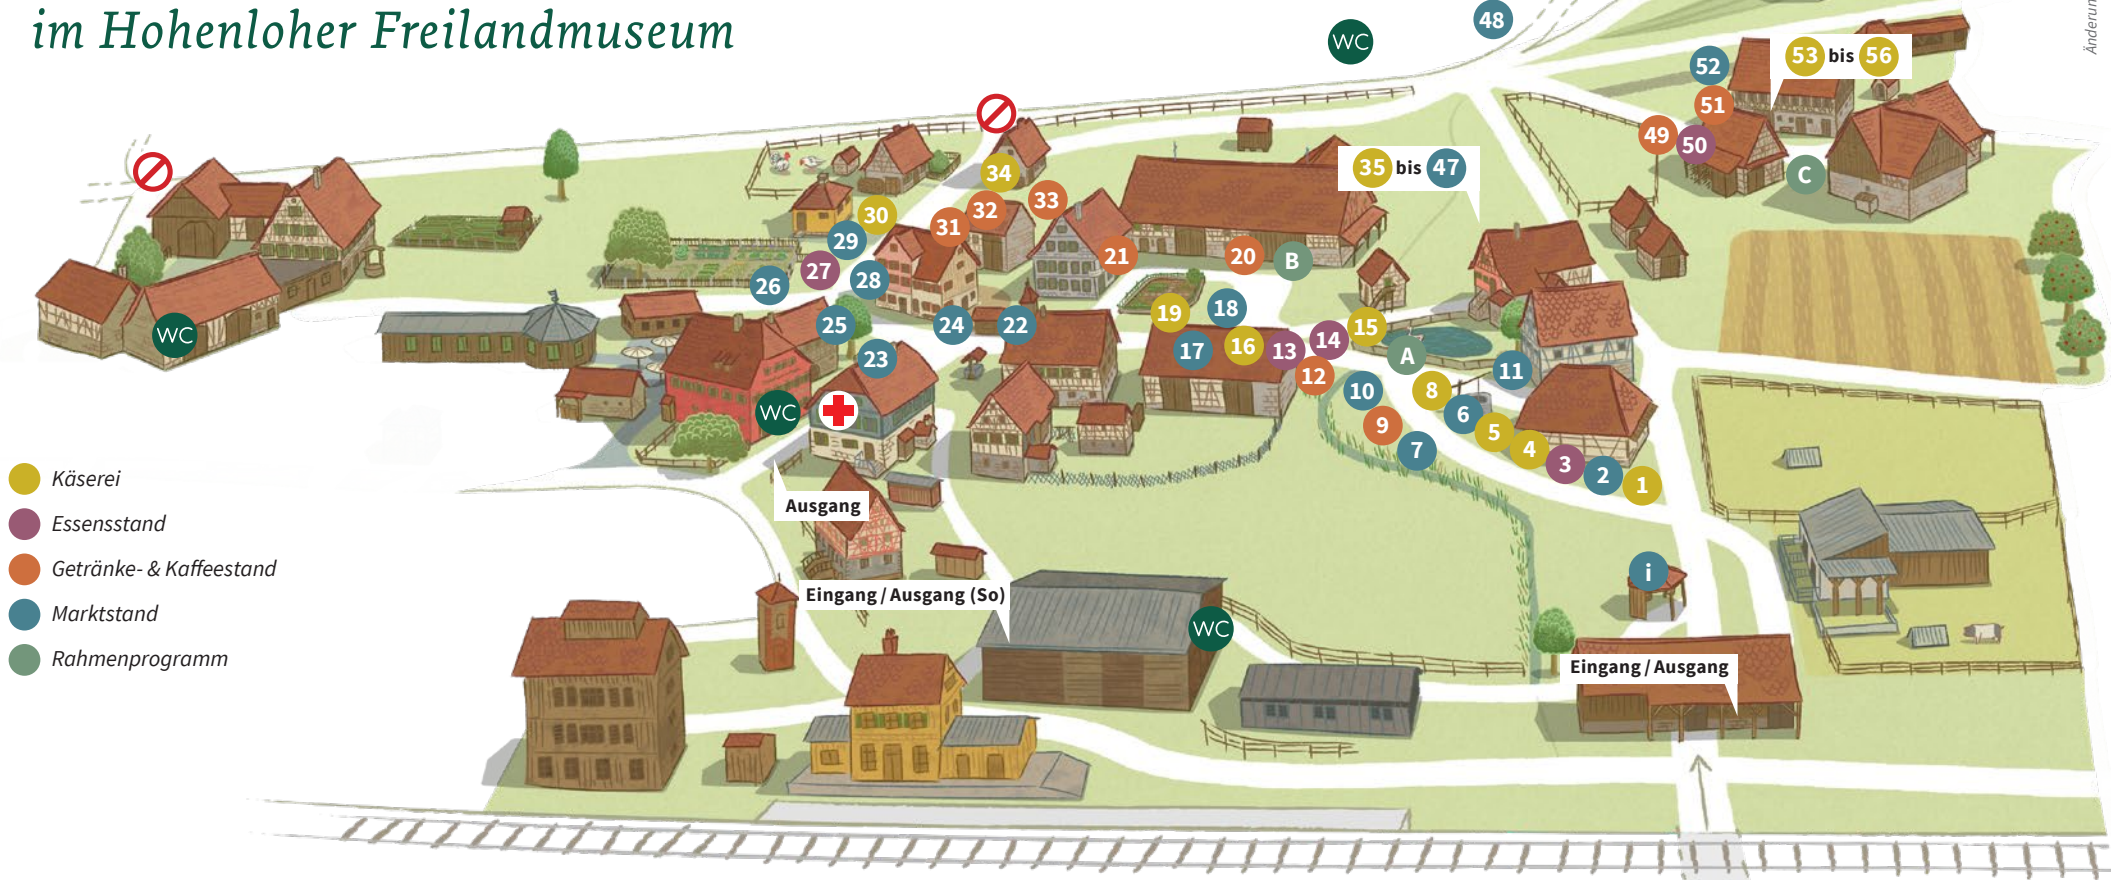 im Hohenloher Freilandmuseum
Änderun
WC
48
52
53 bis 56
51
49
50
C
35 bis 47
34
33
32
31
30
29
28
27
26
25
24
23
22
21
20
B
19
18
17
16
15
14
13
12
A
11
10
9
8
7
6
5
4
3
2
1
WC
WC
Ausgang
Eingang / Ausgang (So)
WC
i
Eingang / Ausgang
Käserei
Essensstand
Getränke- & Kaffeestand
Marktstand
Rahmenprogramm